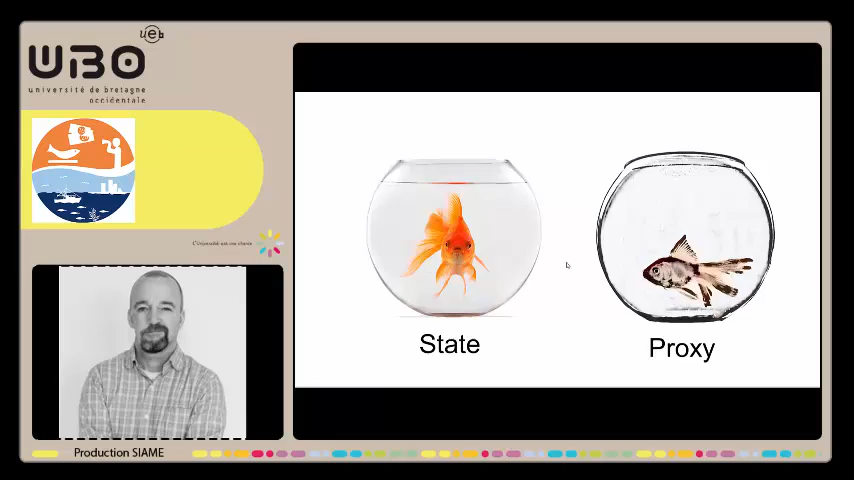 ueb
UBO
université de bretagne
occidentale
L'Université est une chance
State
Proxy
Production SIAME